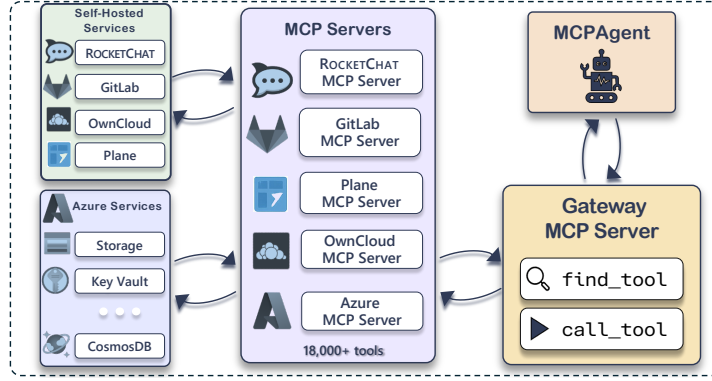 Self-Hosted
Services
ROCKETCHAT
GitLab
OwnCloud
Plane
Azure Services
Storage
Key Vault
CosmosDB
MCP Servers
ROCKETCHAT
MCP Server
GitLab
MCP Server
Plane
MCP Server
OwnCloud
MCP Server
Azure
MCP Server
18,000+ tools
MCPAgent
Gateway
MCP Server
find_tool
call_tool